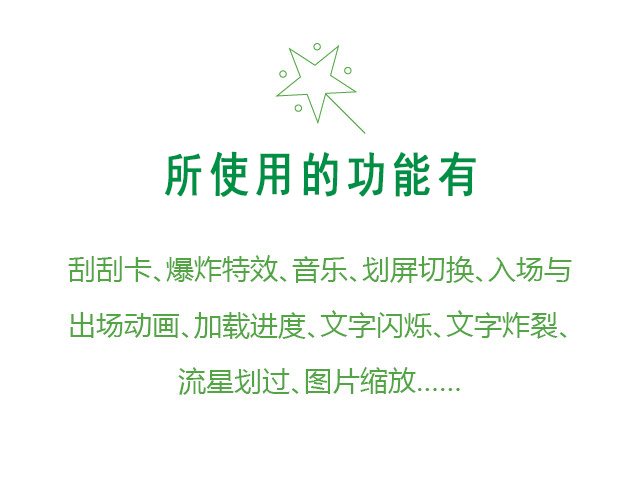 所使用的功能有
刮刮卡、爆炸特效、音乐、划屏切换、入场与
出场动画、加载进度、文字闪烁、文字炸裂、
流星划过、图片缩放……